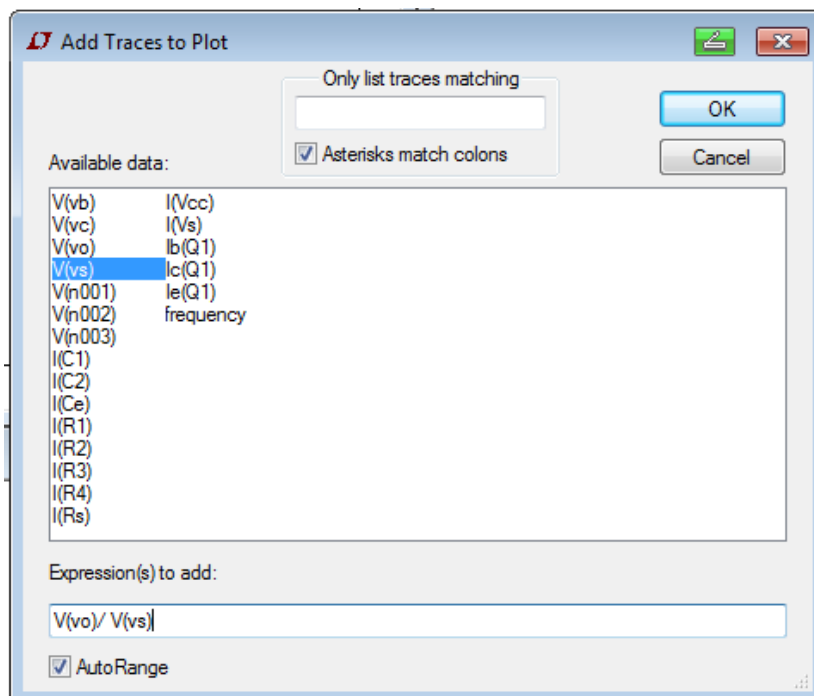 Add Traces to Plot
Only list traces matching
Asterisks match colons
OK
Cancel
Available data:
V(vb)
V(vc)
V(vo)
V(vs)
V(n001)
V(n002)
V(n003)
I(C1)
I(C2)
I(Ce)
I(R1)
I(R2)
I(R3)
I(R4)
I(Rs)
I(Vcc)
I(Vs)
Ib(Q1)
Ic(Q1)
Ie(Q1)
frequency
Expression(s) to add:
V(vo)/ V(vs)
AutoRange